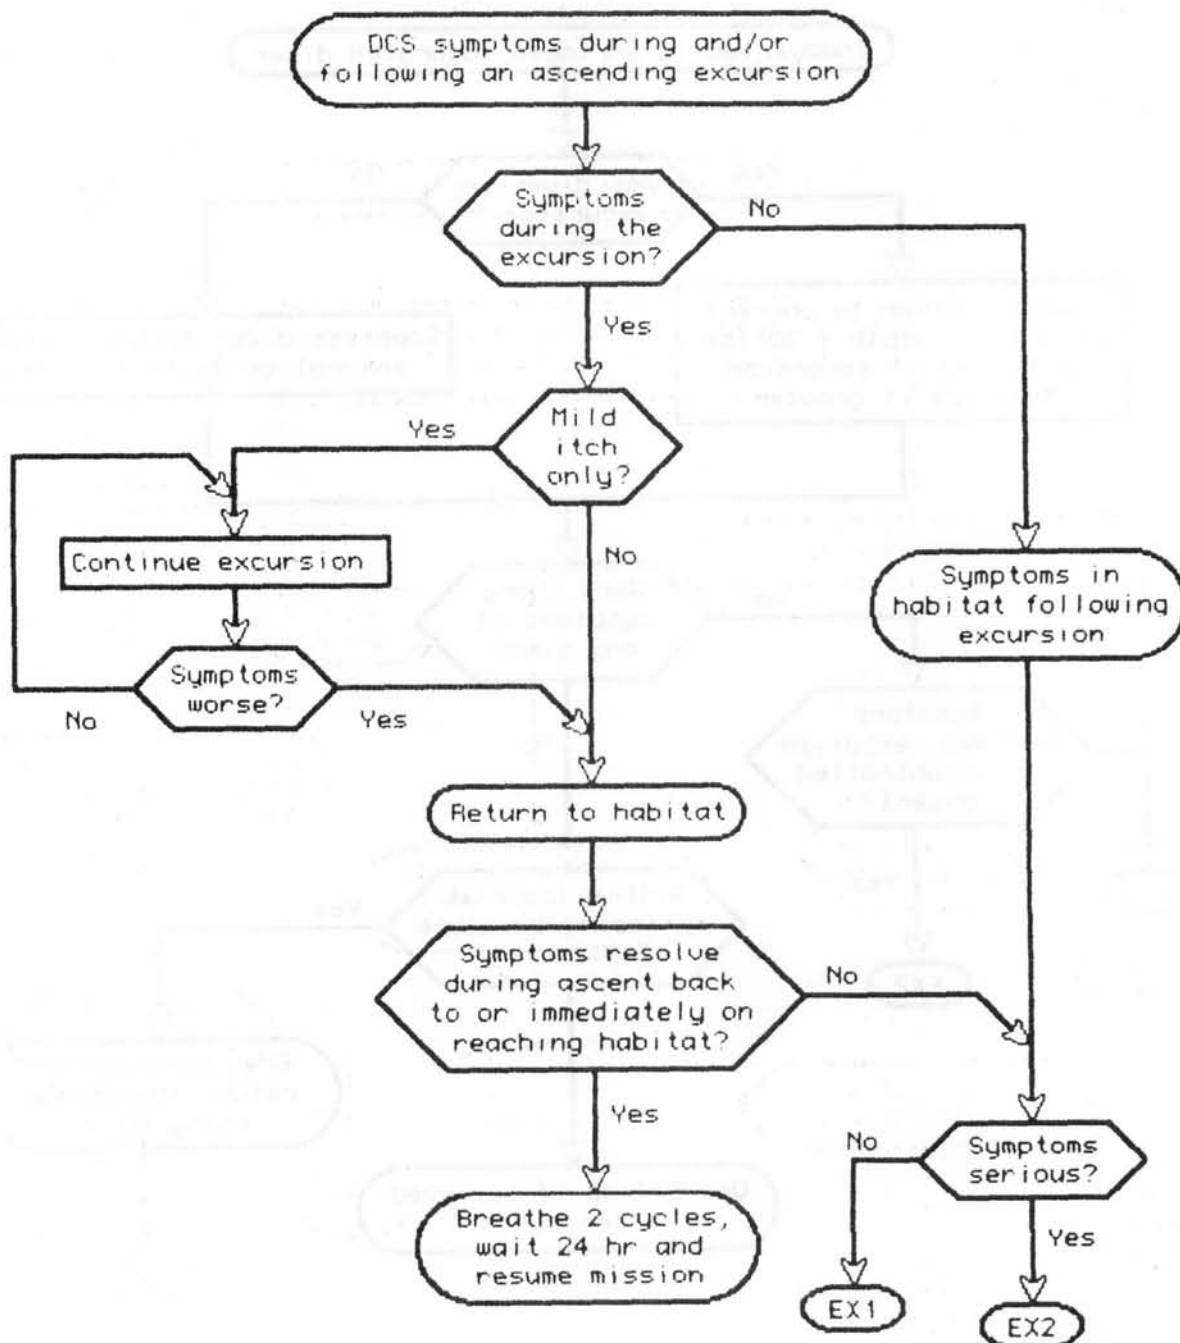 DCS symptoms during and/or
following an ascending excursion
Symptoms
during the
excursion?
No
Yes
Mild
itch
only?
Yes
No
Continue excursion
Symptoms
worse?
No
Yes
Symptoms in
habitat following
excursion
Return to habitat
Symptoms resolve
during ascent back
to or immediately on
reaching habitat?
No
Yes
Breathe 2 cycles,
wait 24 hr and
resume mission
Symptoms
serious?
No
Yes
EX1
EX2